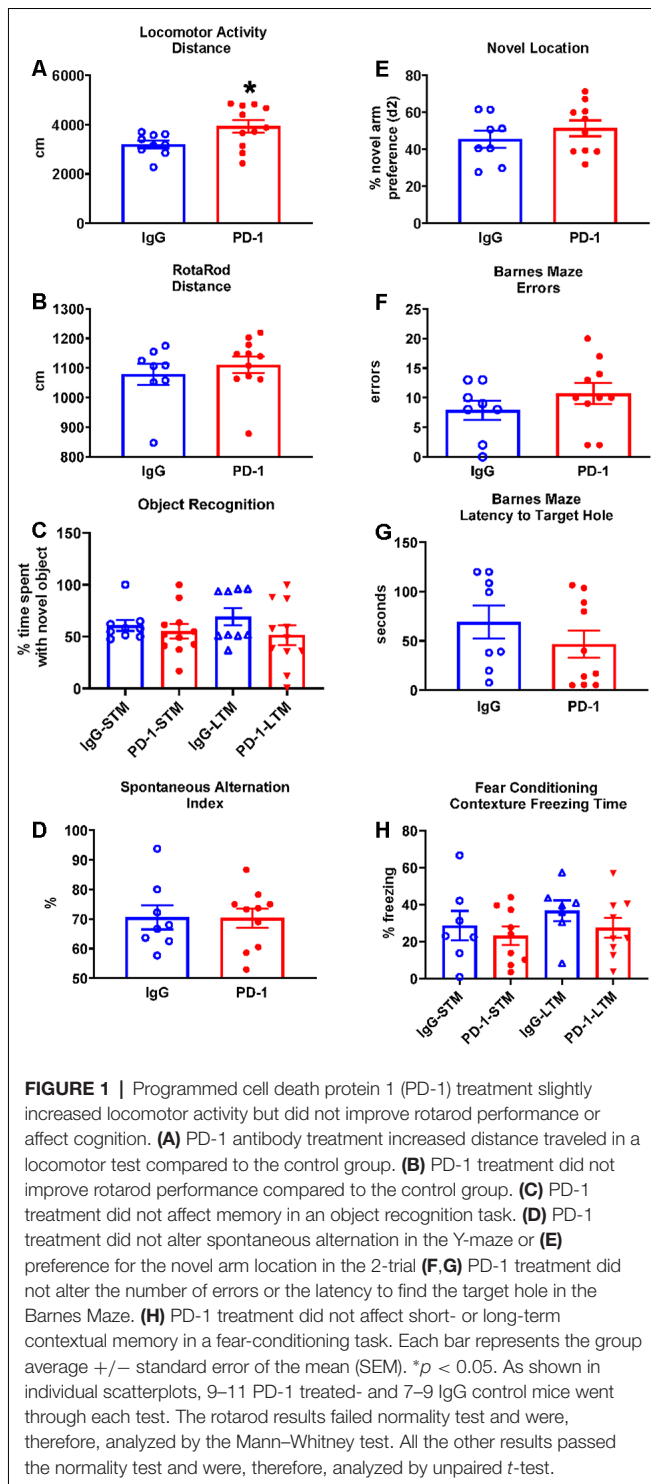 Locomotor Activity
Distance
A
*
6000
4000
2000
0
cm
IgG
PD-1
Novel Location
E
80
60
40
20
0
% novel arm
preference (d2)
IgG
PD-1
RotaRod
Distance
B
1300
1200
1100
1000
900
800
cm
IgG
PD-1
Barnes Maze
Errors
F
25
20
15
10
5
0
errors
IgG
PD-1
Object Recognition
C
150
100
50
0
% time spent
with novel object
IgG-STM
PD-1-STM
IgG-LTM
PD-1-LTM
Barnes Maze
Latency to Target Hole
G
150
100
50
0
seconds
IgG
PD-1
Spontaneous Alternation
Index
D
100
90
80
70
60
50
%
IgG
PD-1
Fear Conditioning
Contexture Freezing Time
H
80
60
40
20
0
% freezing
IgG-STM
PD-1-STM
IgG-LTM
PD-1-LTM
FIGURE 1 | Programmed cell death protein 1 (PD-1) treatment slightly
increased locomotor activity but did not improve rotarod performance or
affect cognition. (A) PD-1 antibody treatment increased distance traveled in a
locomotor test compared to the control group. (B) PD-1 treatment did not
improve rotarod performance compared to the control group. (C) PD-1
treatment did not affect memory in an object recognition task. (D) PD-1
treatment did not alter spontaneous alternation in the Y-maze or (E)
preference for the novel arm location in the 2-trial (F,G) PD-1 treatment did
not alter the number of errors or the latency to find the target hole in the
Barnes Maze. (H) PD-1 treatment did not affect short- or long-term
contextual memory in a fear-conditioning task. Each bar represents the group
average +/− standard error of the mean (SEM). *p < 0.05. As shown in
individual scatterplots, 9–11 PD-1 treated- and 7–9 IgG control mice went
through each test. The rotarod results failed normality test and were,
therefore, analyzed by the Mann–Whitney test. All the other results passed
the normality test and were, therefore, analyzed by unpaired t-test.